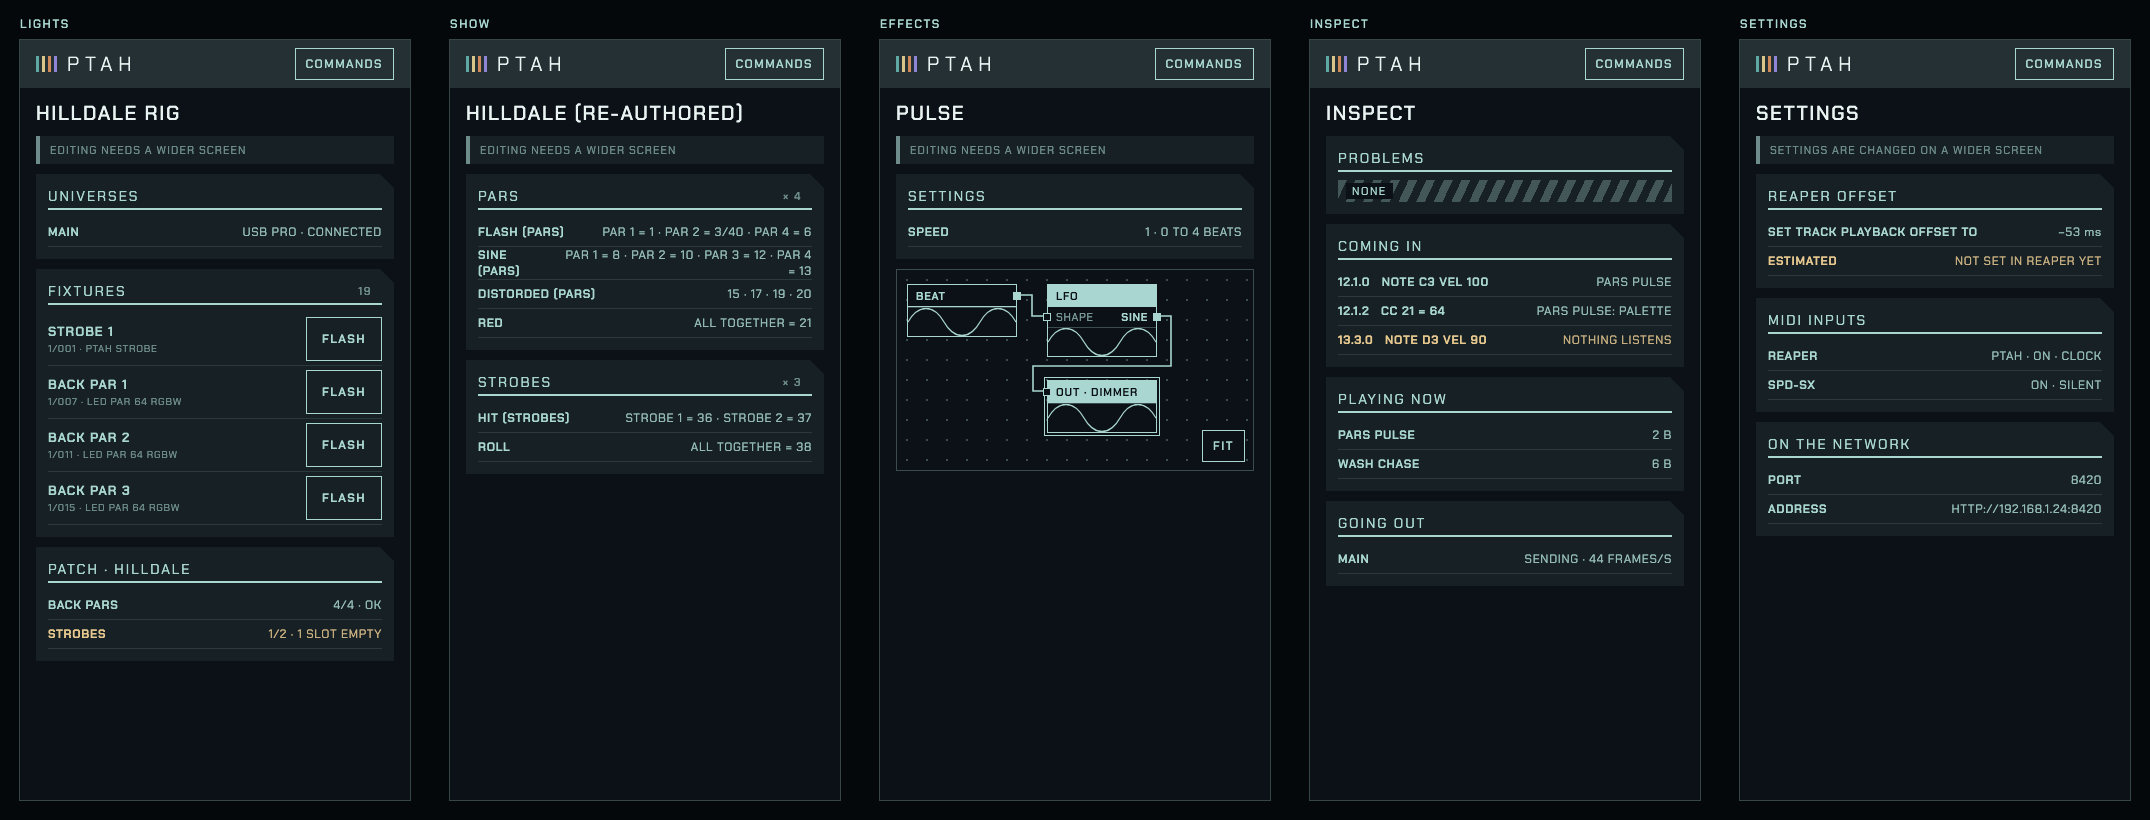 LIGHTS
PTAH
COMMANDS
HILLDALE RIG
EDITING NEEDS A WIDER SCREEN
UNIVERSES
MAIN USB PRO · CONNECTED
FIXTURES 19
STROBE 1
1/001 · PTAH STROBE
FLASH
BACK PAR 1
1/007 · LED PAR 64 RGBW
FLASH
BACK PAR 2
1/011 · LED PAR 64 RGBW
FLASH
BACK PAR 3
1/015 · LED PAR 64 RGBW
FLASH
PATCH · HILLDALE
BACK PARS 4/4 · OK
STROBES 1/2 · 1 SLOT EMPTY
SHOW
PTAH
COMMANDS
HILLDALE (RE-AUTHORED)
EDITING NEEDS A WIDER SCREEN
PARS × 4
FLASH (PARS) PAR 1 = 1 · PAR 2 = 3/40 · PAR 4 = 6
SINE (PARS) PAR 1 = 8 · PAR 2 = 10 · PAR 3 = 12 · PAR 4
= 13
DISTORDED (PARS) 15 · 17 · 19 · 20
RED ALL TOGETHER = 21
STROBES × 3
HIT (STROBES) STROBE 1 = 36 · STROBE 2 = 37
ROLL ALL TOGETHER = 38
EFFECTS
PTAH
COMMANDS
PULSE
EDITING NEEDS A WIDER SCREEN
SETTINGS
SPEED 1 · 0 TO 4 BEATS
BEAT
LFO
SHAPE SINE
OUT · DIMMER
FIT
INSPECT
PTAH
COMMANDS
INSPECT
PROBLEMS
NONE
COMING IN
12.1.0 NOTE C3 VEL 100 PARS PULSE
12.1.2 CC 21 = 64 PARS PULSE: PALETTE
13.3.0 NOTE D3 VEL 90 NOTHING LISTENS
PLAYING NOW
PARS PULSE 2 B
WASH CHASE 6 B
GOING OUT
MAIN SENDING · 44 FRAMES/S
SETTINGS
PTAH
COMMANDS
SETTINGS
SETTINGS ARE CHANGED ON A WIDER SCREEN
REAPER OFFSET
SET TRACK PLAYBACK OFFSET TO −53 ms
ESTIMATED NOT SET IN REAPER YET
MIDI INPUTS
REAPER PTAH · ON · CLOCK
SPD-SX ON · SILENT
ON THE NETWORK
PORT 8420
ADDRESS HTTP://192.168.1.24:8420